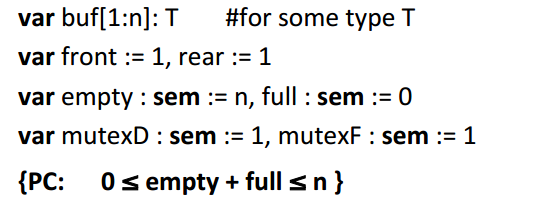 var buf[1:n]: T #for some type T
var front := 1, rear := 1
var empty : sem := n, full : sem := 0
var mutexD : sem := 1, mutexF : sem := 1
{PC: 0 ≤ empty + full ≤ n }